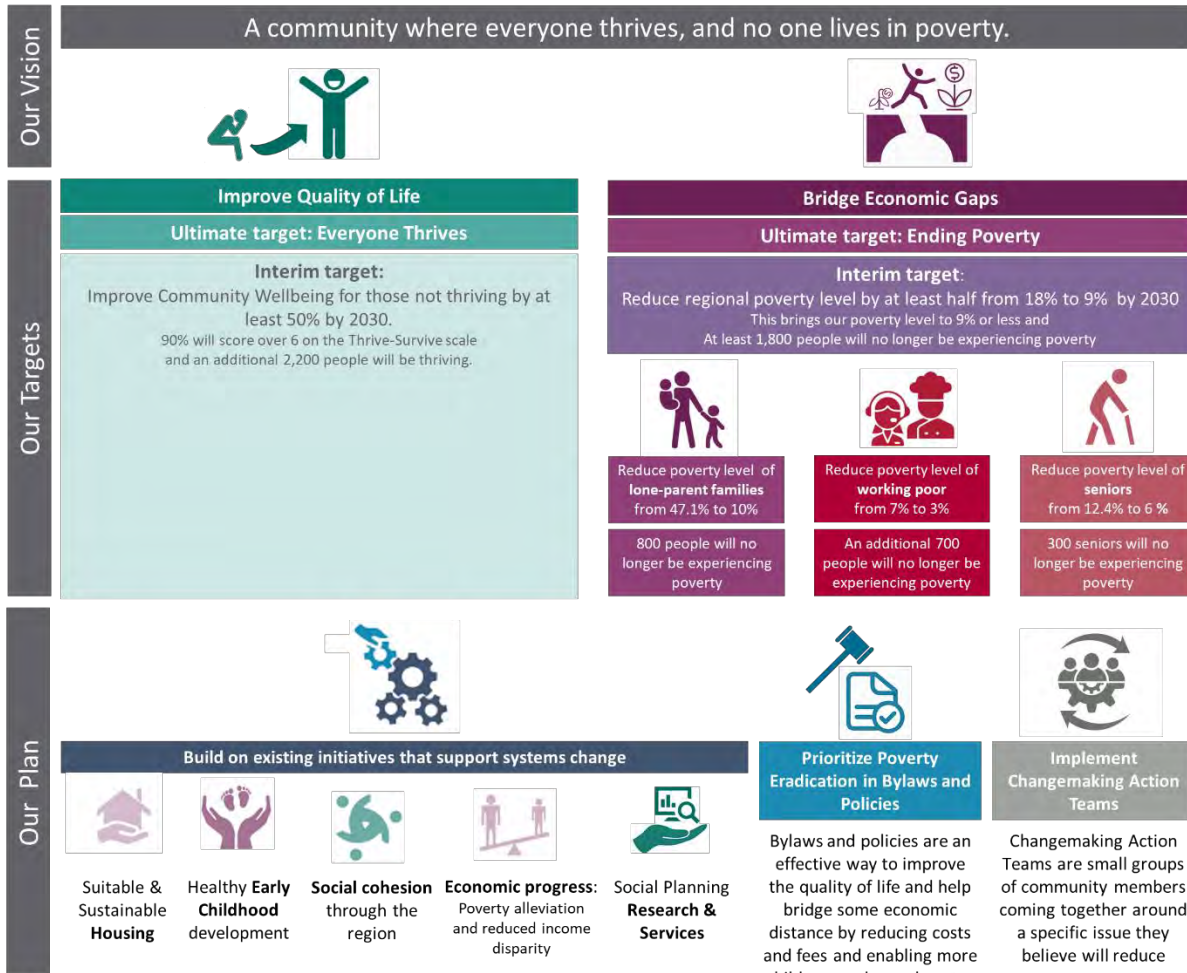 Our Vision
A community where everyone thrives, and no one lives in poverty.
Our Targets
Improve Quality of Life
Ultimate target: Everyone Thrives
Interim target:
Improve Community Wellbeing for those not thriving by at
least 50% by 2030.
90% will score over 6 on the Thrive-Survive scale
and an additional 2,200 people will be thriving.
Bridge Economic Gaps
Ultimate target: Ending Poverty
Interim target:
Reduce regional poverty level by at least half from 18% to 9% by 2030
This brings our poverty level to 9% or less and
At least 1,800 people will no longer be experiencing poverty
Reduce poverty level of
lone-parent families
from 47.1% to 10%
800 people will no
longer be experiencing
poverty
Reduce poverty level of
working poor
from 7% to 3%
An additional 700
people will no longer be
experiencing poverty
Reduce poverty level of
seniors
from 12.4% to 6 %
300 seniors will no
longer be experiencing
poverty
Our Plan
Build on existing initiatives that support systems change
Suitable &
Sustainable
Housing
Healthy Early
Childhood
development
Social cohesion
through the
region
Economic progress:
Poverty alleviation
and reduced income
disparity
Social Planning
Research &
Services
Prioritize Poverty
Eradication in Bylaws and
Policies
Bylaws and policies are an
effective way to improve
the quality of life and help
bridge some economic
distance by reducing costs
and fees and enabling more
Implement
Changemaking Action
Teams
Changemaking Action
Teams are small groups
of community members
coming together around
a specific issue they
believe will reduce